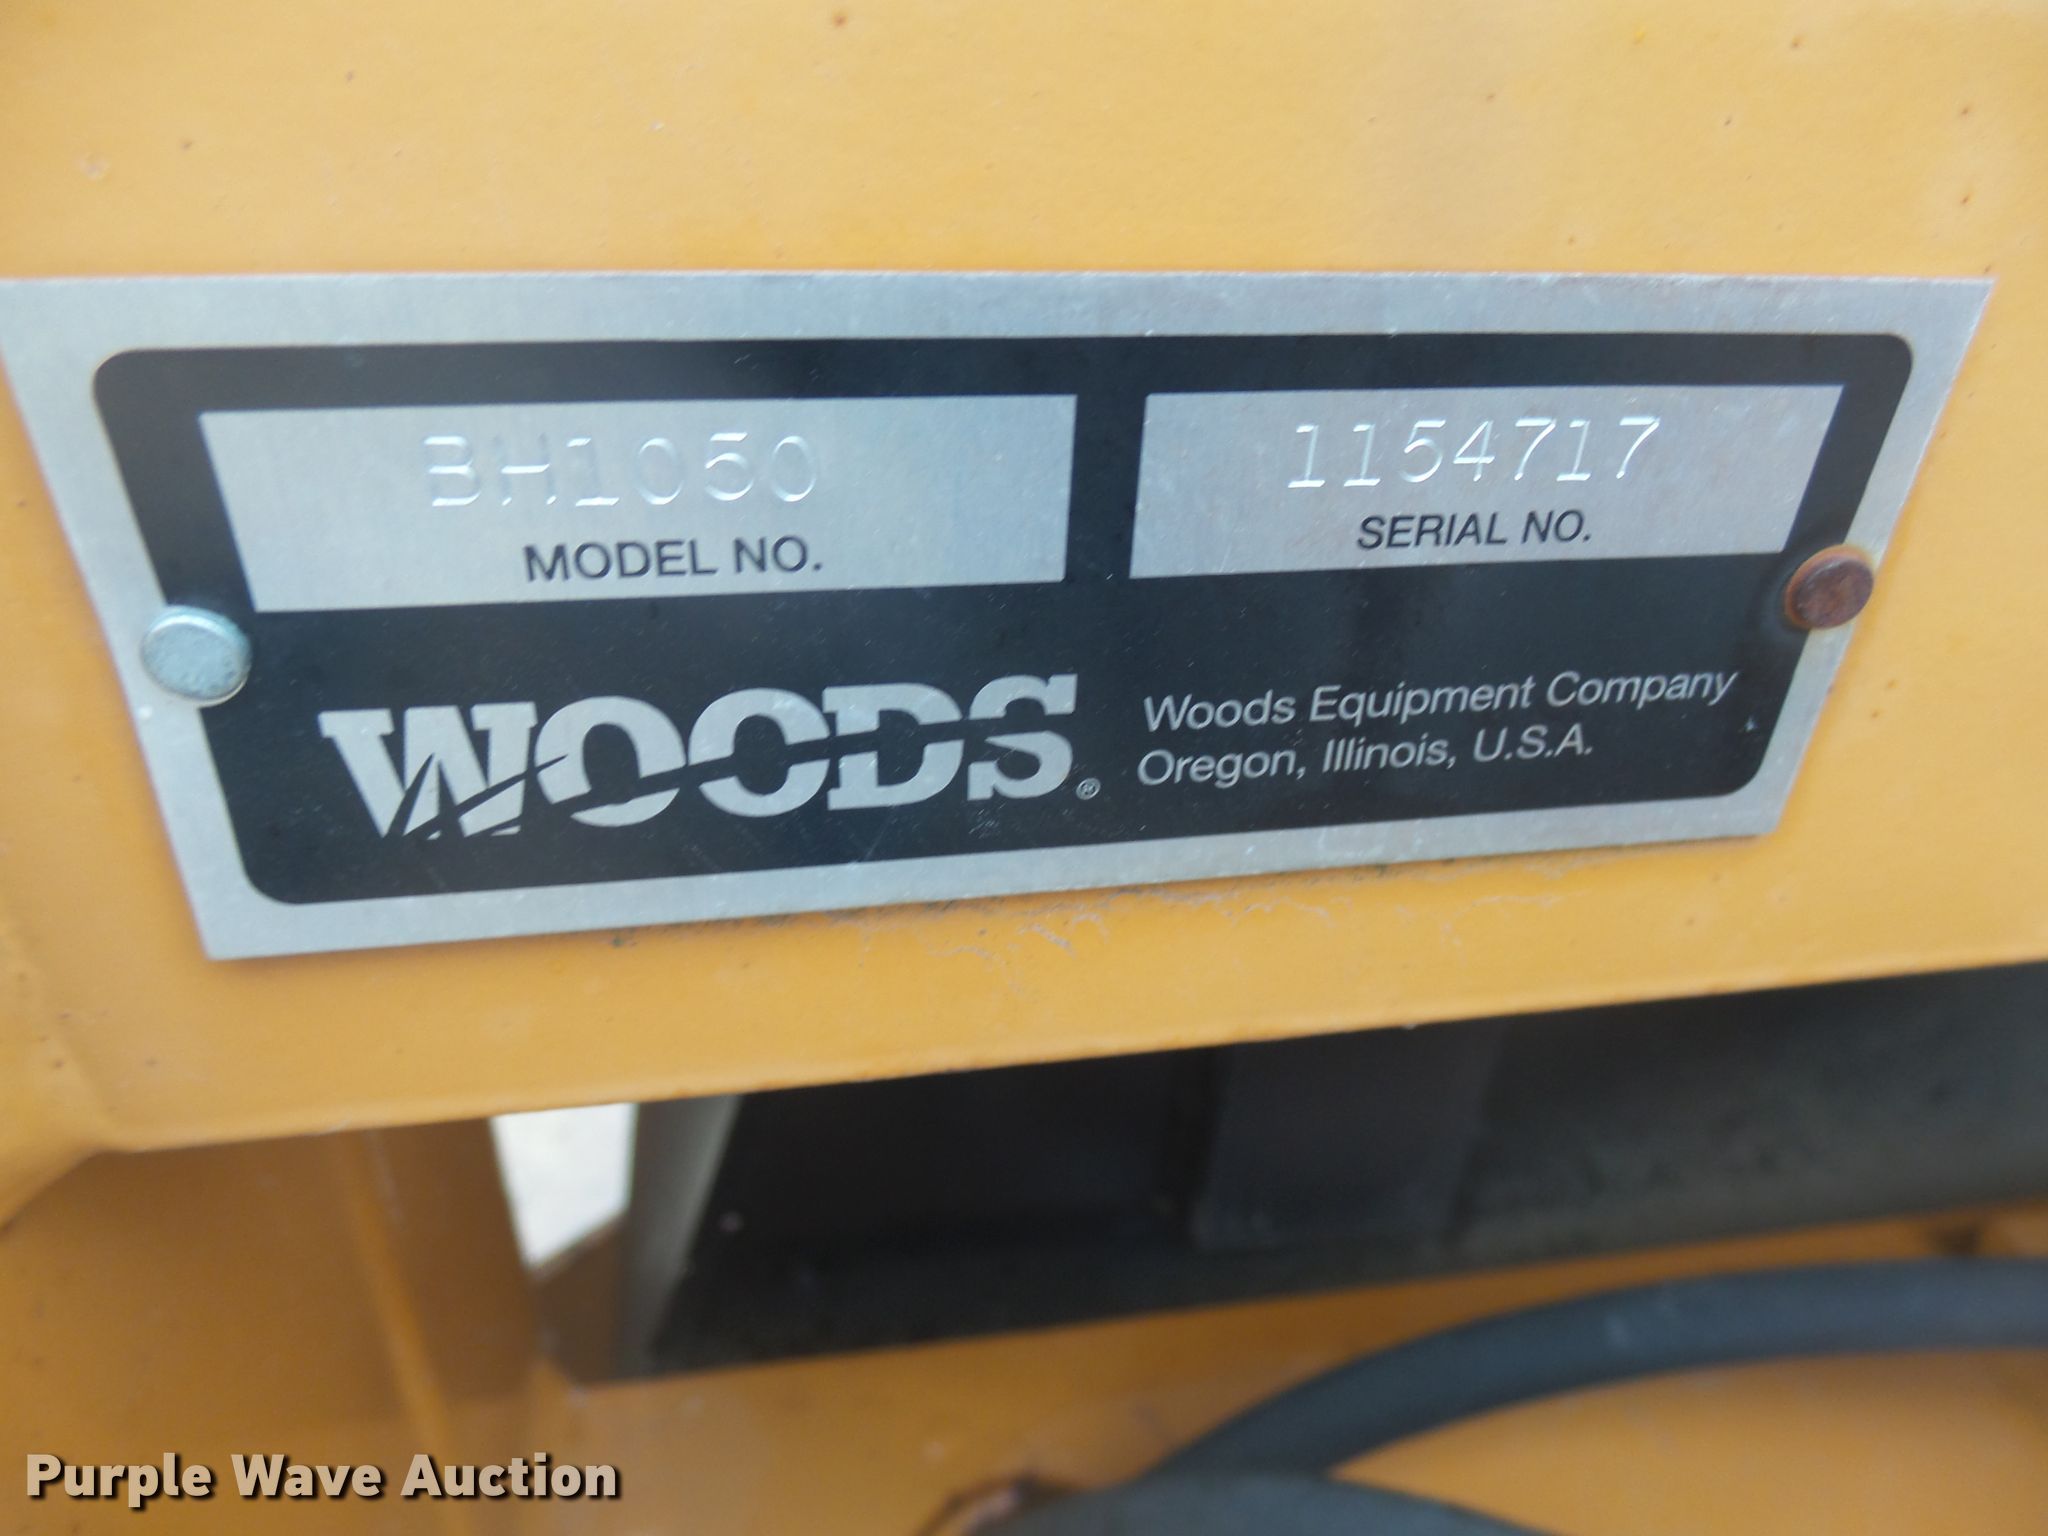 BH1050
MODEL NO.
1154717
SERIAL NO.
WOODS®
Woods Equipment Company
Oregon, Illinois, U.S.A.
Purple Wave Auction